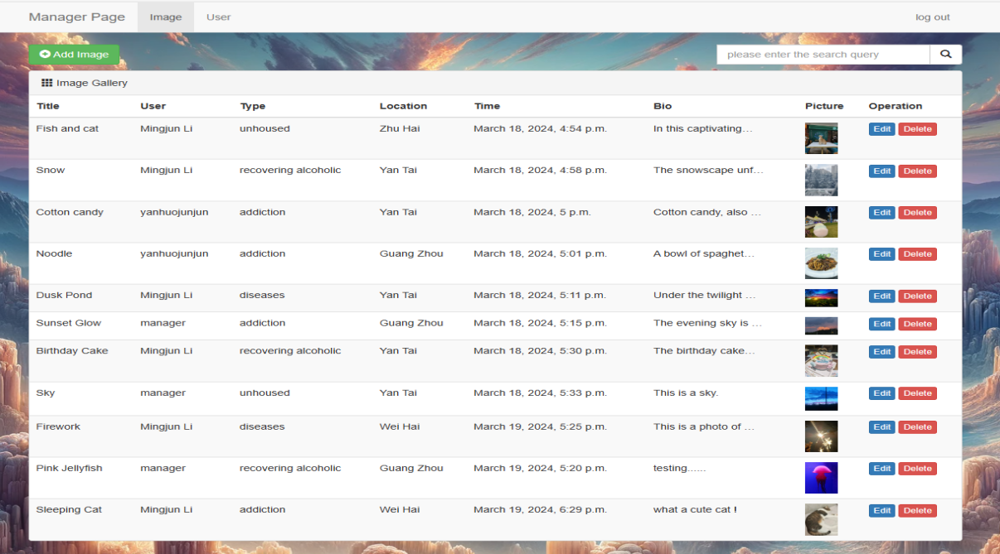 Manager Page Image User log out
Add Image please enter the search query
Image Gallery
Title User Type Location Time Bio Picture Operation
Fish and cat Mingjun Li unhoused Zhu Hai March 18, 2024, 4:54 p.m. In this captivating… Edit Delete
Snow Mingjun Li recovering alcoholic Yan Tai March 18, 2024, 4:58 p.m. The snowscape unf… Edit Delete
Cotton candy yanhuojunjun addiction Yan Tai March 18, 2024, 5 p.m. Cotton candy, also … Edit Delete
Noodle yanhuojunjun addiction Guang Zhou March 18, 2024, 5:01 p.m. A bowl of spaghet… Edit Delete
Dusk Pond Mingjun Li diseases Yan Tai March 18, 2024, 5:11 p.m. Under the twilight … Edit Delete
Sunset Glow manager addiction Guang Zhou March 18, 2024, 5:15 p.m. The evening sky is … Edit Delete
Birthday Cake Mingjun Li recovering alcoholic Yan Tai March 18, 2024, 5:30 p.m. The birthday cake… Edit Delete
Sky manager unhoused Yan Tai March 18, 2024, 5:33 p.m. This is a sky. Edit Delete
Firework Mingjun Li diseases Wei Hai March 19, 2024, 5:25 p.m. This is a photo of … Edit Delete
Pink Jellyfish manager recovering alcoholic Guang Zhou March 19, 2024, 5:20 p.m. testing...... Edit Delete
Sleeping Cat Mingjun Li addiction Wei Hai March 19, 2024, 6:29 p.m. what a cute cat ! Edit Delete